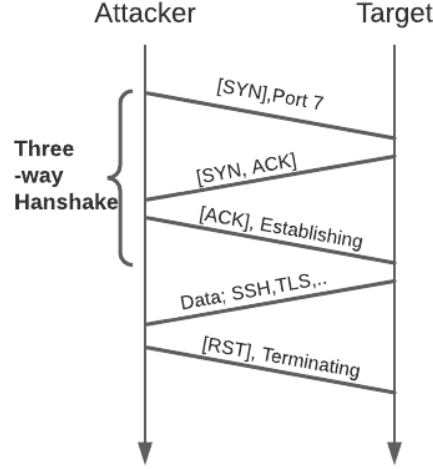 Attacker
Target
[SYN],Port 7
Three
-way
Hanshake
[SYN, ACK]
[ACK], Establishing
Data; SSH,TLS,..
[RST], Terminating